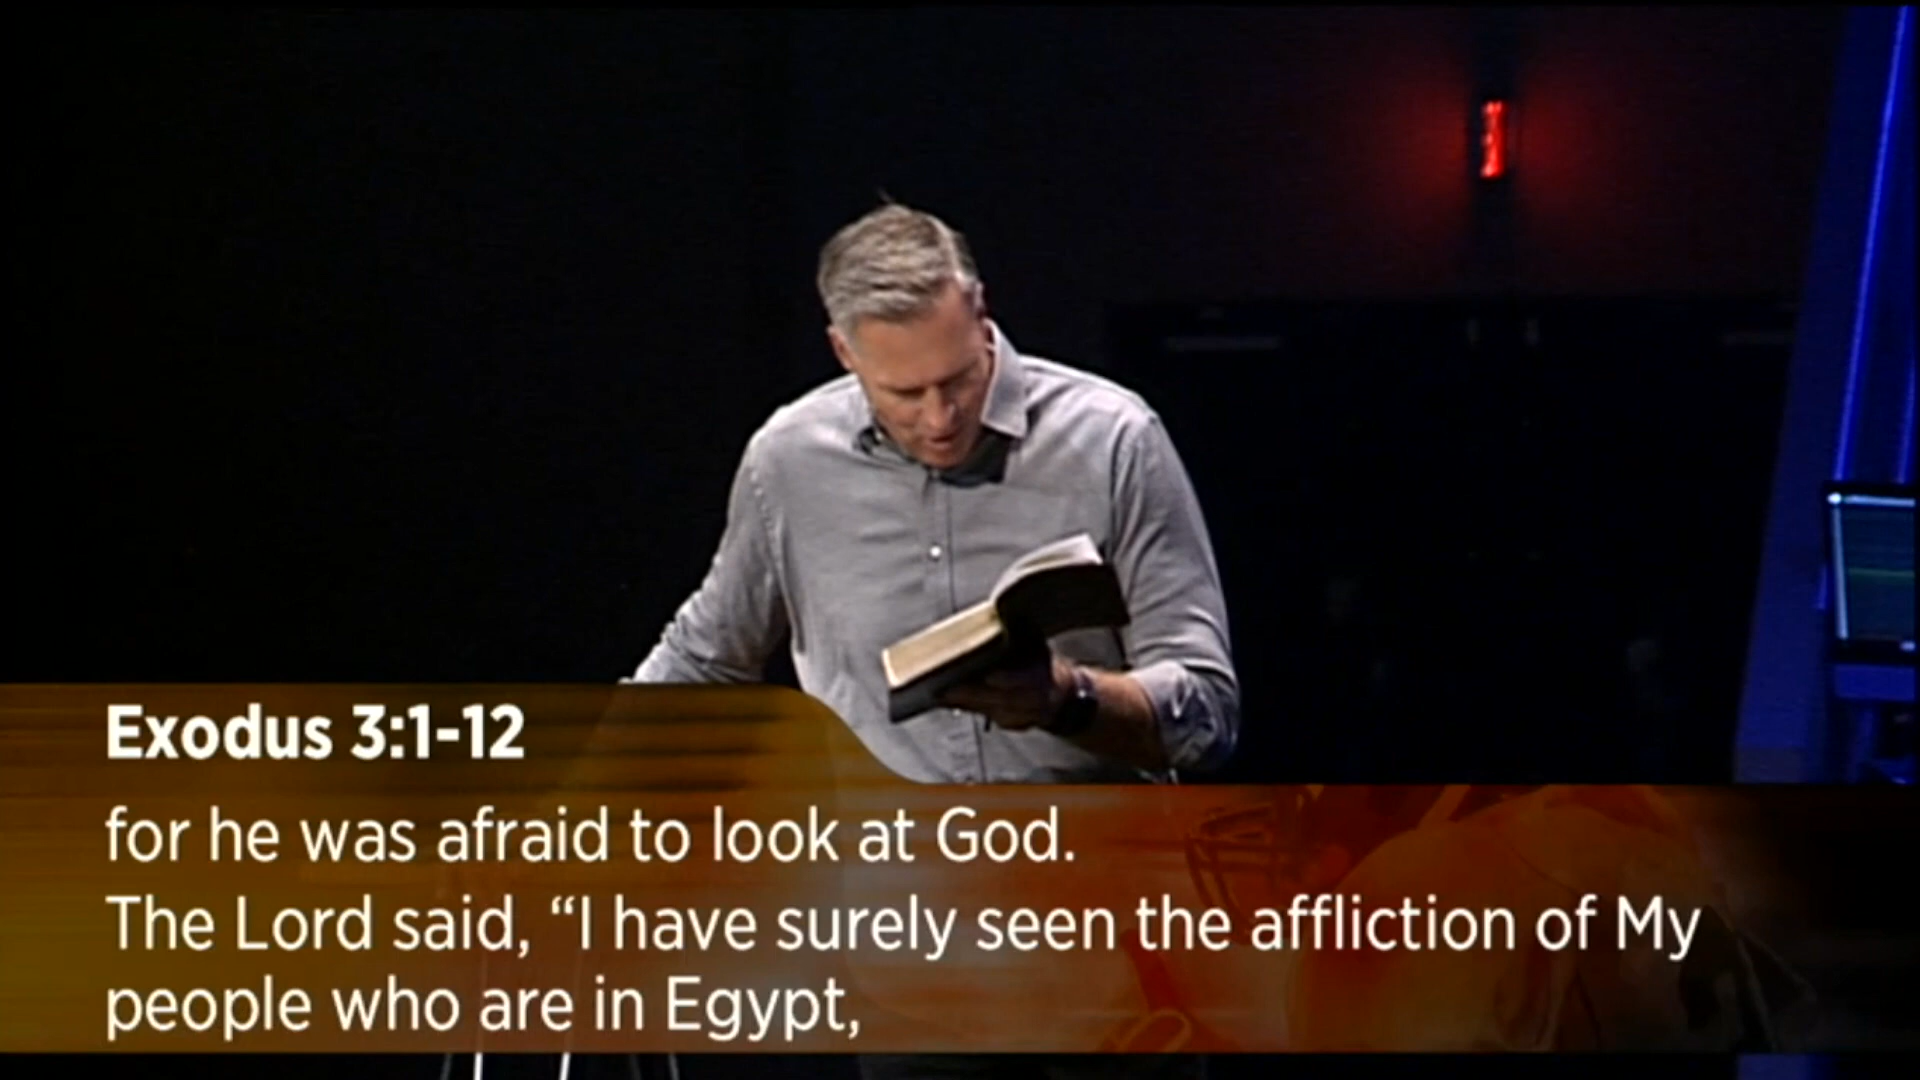 Exodus 3:1-12
for he was afraid to look at God.
The Lord said, “I have surely seen the affliction of My
people who are in Egypt,